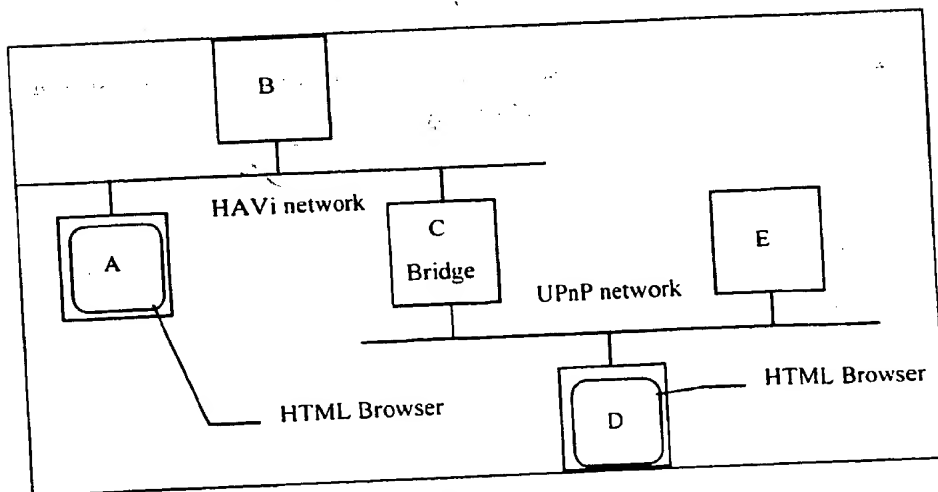 B
HAVi network
A
C
Bridge
E
UPnP network
HTML Browser
HTML Browser
D